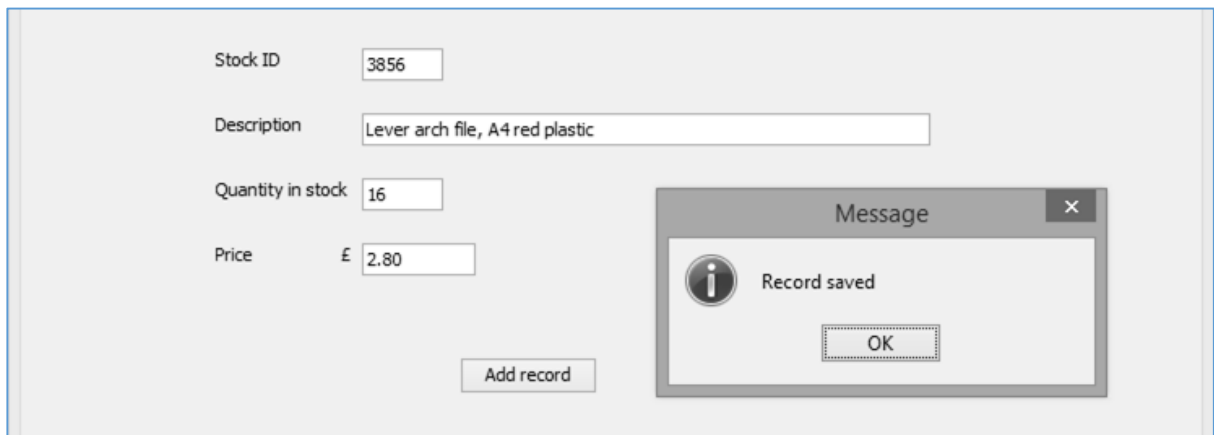 Stock ID 3856
Description Lever arch file, A4 red plastic
Quantity in stock 16
Price £ 2.80
Add record
Message ×
Record saved
OK